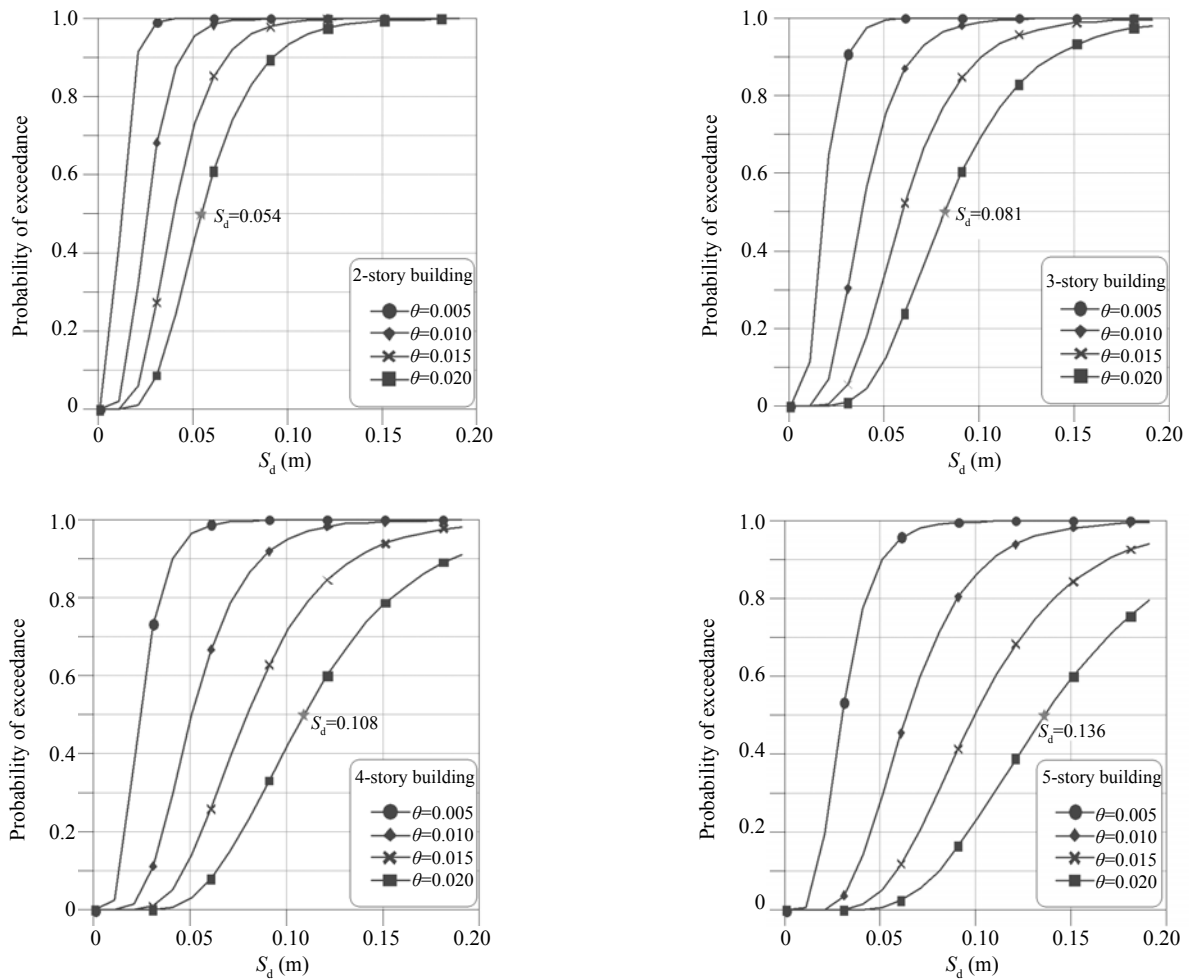 1.0
0.8
0.6
0.4
0.2
0
Probability of exceedance
S_d=0.054
2-story building
θ=0.005
θ=0.010
θ=0.015
θ=0.020
0 0.05 0.10 0.15 0.20
S_d (m)
1.0
0.8
0.6
0.4
0.2
0
Probability of exceedance
S_d=0.081
3-story building
θ=0.005
θ=0.010
θ=0.015
θ=0.020
0 0.05 0.10 0.15 0.20
S_d (m)
1.0
0.8
0.6
0.4
0.2
0
Probability of exceedance
S_d=0.108
4-story building
θ=0.005
θ=0.010
θ=0.015
θ=0.020
0 0.05 0.10 0.15 0.20
S_d (m)
1.0
0.8
0.6
0.4
0.2
0
Probability of exceedance
S_d=0.136
5-story building
θ=0.005
θ=0.010
θ=0.015
θ=0.020
0 0.05 0.10 0.15 0.20
S_d (m)